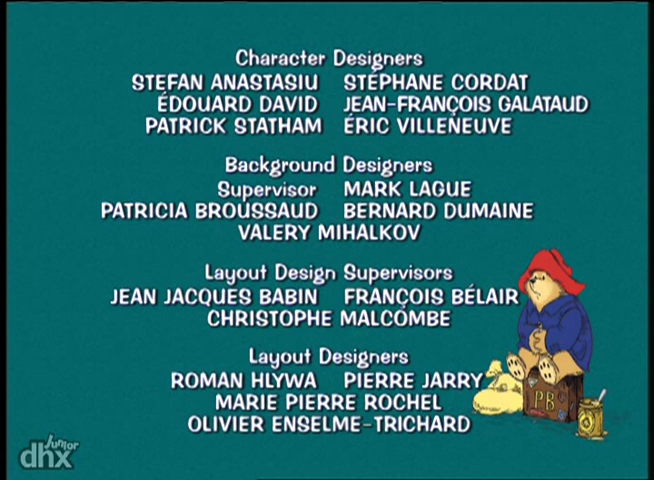 Character Designers
STEFAN ANASTASIU STÉPHANE CORDAT
ÉDOUARD DAVID JEAN-FRANÇOIS GALATAUD
PATRICK STATHAM ÉRIC VILLENEUVE
Background Designers
Supervisor MARK LAGUE
PATRICIA BROUSSAUD BERNARD DUMAINE
VALERY MIHALKOV
Layout Design Supervisors
JEAN JACQUES BABIN FRANÇOIS BÉLAIR
CHRISTOPHE MALCOMBE
Layout Designers
ROMAN HLYWA PIERRE JARRY
MARIE PIERRE ROCHEL
OLIVIER ENSELME-TRICHARD
PB
Junior
dhx